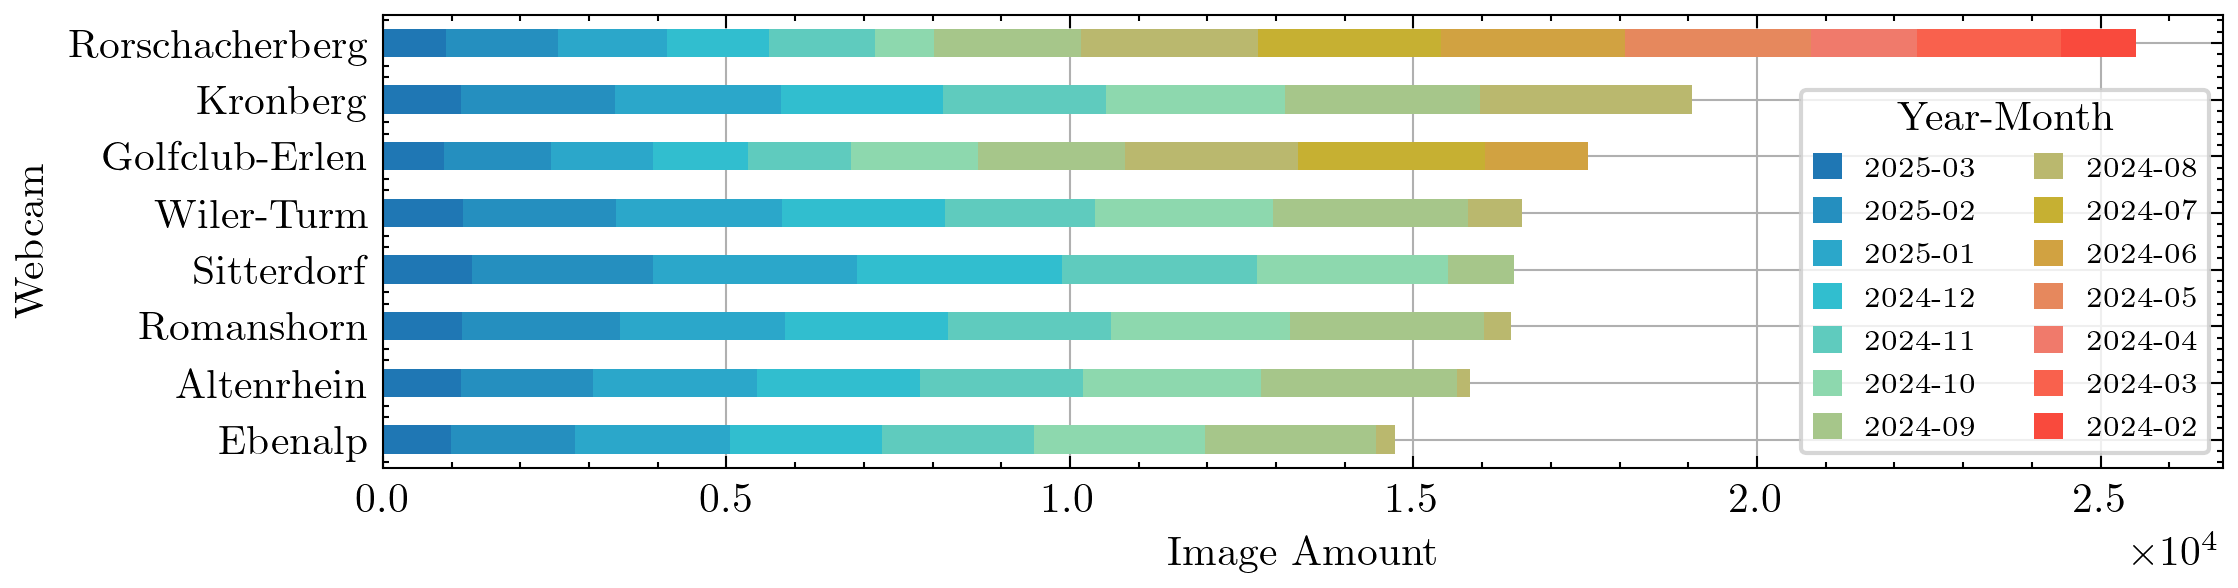 Rorschacherberg
Kronberg
Golfclub-Erlen
Wiler-Turm
Sitterdorf
Romanshorn
Altenrhein
Ebenalp
Webcam
0.0 0.5 1.0 1.5 2.0 2.5
Image Amount
×10⁴
Year-Month
2025-03 2024-08
2025-02 2024-07
2025-01 2024-06
2024-12 2024-05
2024-11 2024-04
2024-10 2024-03
2024-09 2024-02